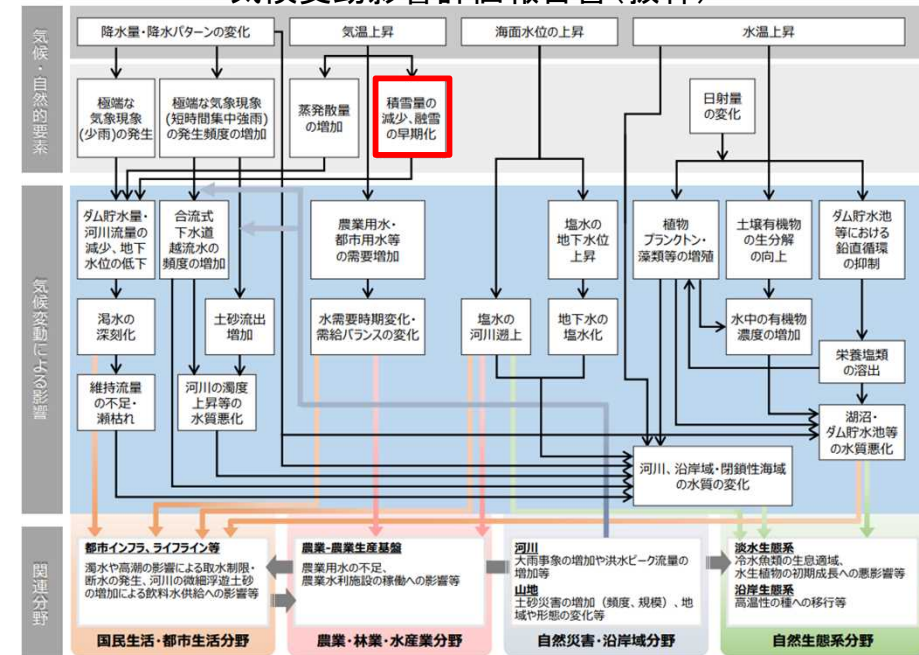 気候変動影響評価報告書(抜粋)
気候・自然的要素
降水量・降水パターンの変化
気温上昇
海面水位の上昇
水温上昇
極端な
気象現象
(少雨)の発生
極端な気象現象
(短時間集中強雨)
の発生頻度の増加
蒸発散量
の増加
積雪量の
減少、融雪
の早期化
日射量
の変化
気候変動による影響
ダム貯水量・
河川流量の
減少、地下
水位の低下
合流式
下水道
越流水の
頻度の増加
農業用水・
都市用水等
の需要増加
塩水の
地下水位
上昇
植物
プランクトン・
藻類等の増殖
土壌有機物
の生分解
の向上
ダム貯水池
等における
鉛直循環
の抑制
渇水の
深刻化
土砂流出
増加
水需要時期変化・
需給バランスの変化
塩水の
河川遡上
地下水の
塩水化
水中の有機物
濃度の増加
栄養塩類
の溶出
維持流量
の不足・
瀬枯れ
河川の濁度
上昇等の
水質悪化
湖沼・
ダム貯水池等
の水質悪化
河川、沿岸域・閉鎖性海域
の水質の変化
関連分野
都市インフラ、ライフライン等
濁水や高潮の影響による取水制限・
断水の発生、河川の微細浮遊土砂
の増加による飲料水供給への影響等
国民生活・都市生活分野
農業-農業生産基盤
農業用水の不足、
農業水利施設の稼働への影響等
農業・林業・水産業分野
河川
大雨事象の増加や洪水ピーク流量の
増加等
山地
土砂災害の増加(頻度、規模)、地
域や形態の変化等
自然災害・沿岸域分野
淡水生態系
冷水魚類の生息適域、
水生植物の初期成長への悪影響等
沿岸生態系
高温性の種への移行等
自然生態系分野